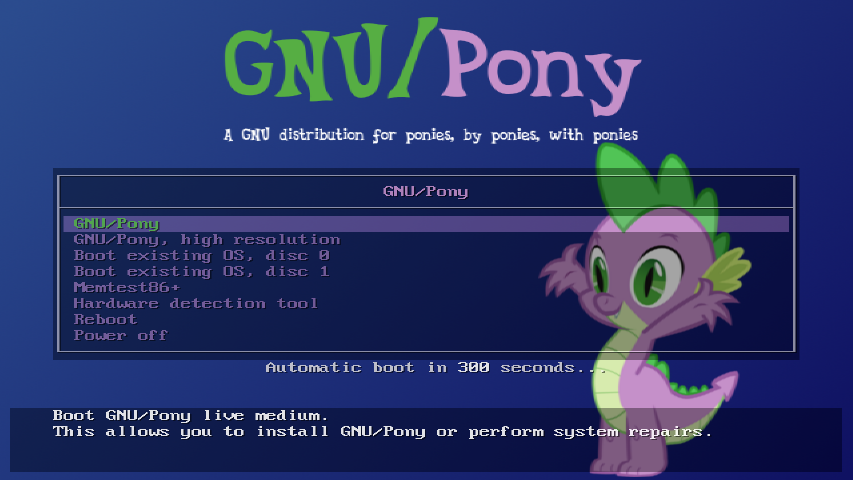 GNU/Pony
A GNU distribution for ponies, by ponies, with ponies
GNU/Pony
GNU/Pony
GNU/Pony, high resolution
Boot existing OS, disc 0
Boot existing OS, disc 1
Memtest86+
Hardware detection tool
Reboot
Power off
Automatic boot in 300 seconds...
Boot GNU/Pony live medium.
This allows you to install GNU/Pony or perform system repairs.